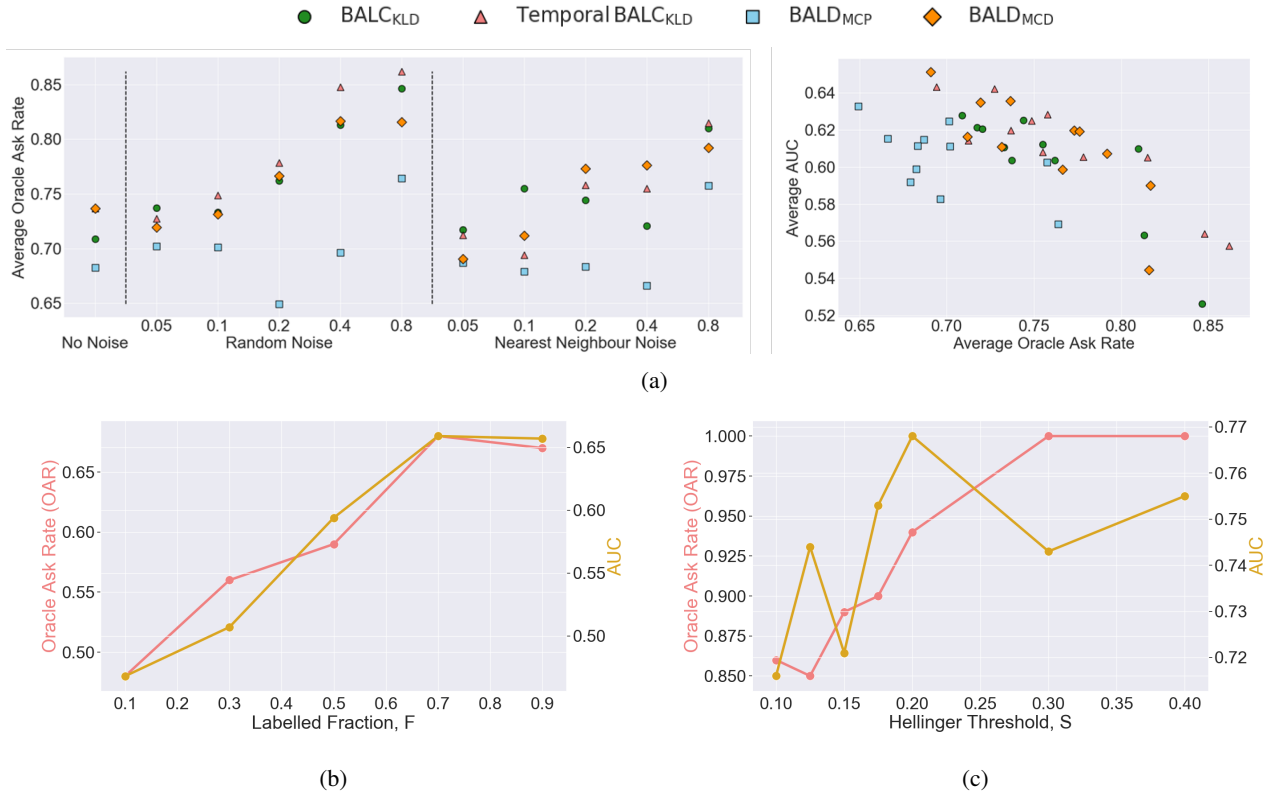 BALC_KLD Temporal BALC_KLD BALD_MCP BALD_MCD
Average Oracle Ask Rate
0.85
0.80
0.75
0.70
0.65
0.05 0.1 0.2 0.4 0.8 0.05 0.1 0.2 0.4 0.8
No Noise Random Noise Nearest Neighbour Noise
Average AUC
0.64
0.62
0.60
0.58
0.56
0.54
0.52
0.65 0.70 0.75 0.80 0.85
Average Oracle Ask Rate
(a)
Oracle Ask Rate (OAR)
0.65
0.60
0.55
0.50
0.65
0.60
0.55
0.50
AUC
0.1 0.2 0.3 0.4 0.5 0.6 0.7 0.8 0.9
Labelled Fraction, F
(b)
Oracle Ask Rate (OAR)
1.000
0.975
0.950
0.925
0.900
0.875
0.850
0.77
0.76
0.75
0.74
0.73
0.72
AUC
0.10 0.15 0.20 0.25 0.30 0.35 0.40
Hellinger Threshold, S
(c)